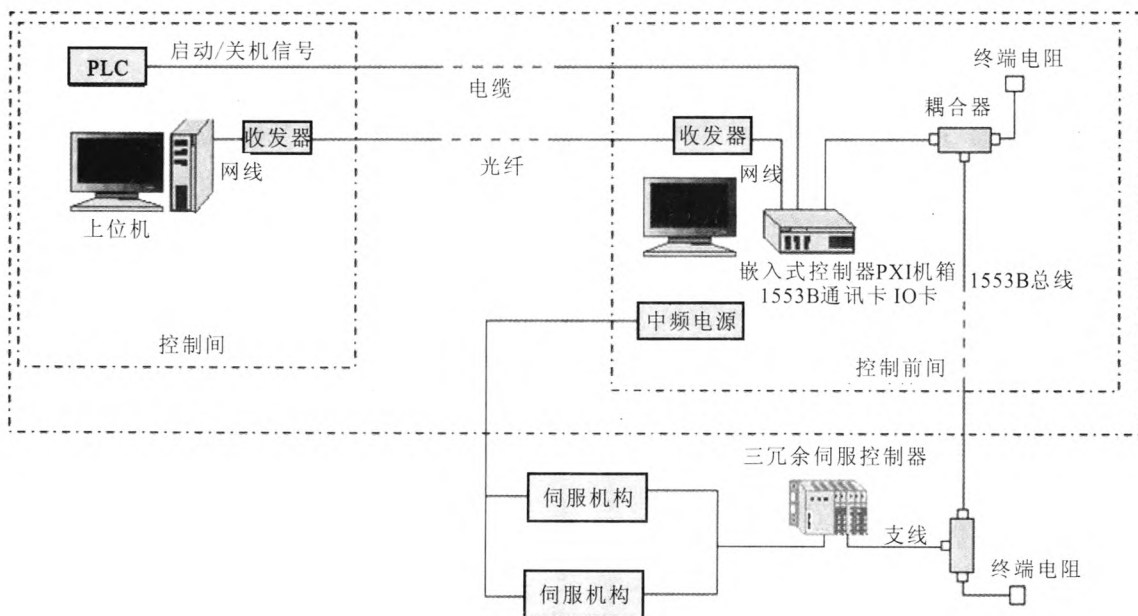 启动/关机信号
PLC
电缆
终端电阻
耦合器
收发器
收发器
网线
光纤
网线
上位机
嵌入式控制器PXI机箱
1553B通讯卡 IO卡
1553B总线
中频电源
控制间
控制前间
三冗余伺服控制器
伺服机构
支线
终端电阻
伺服机构